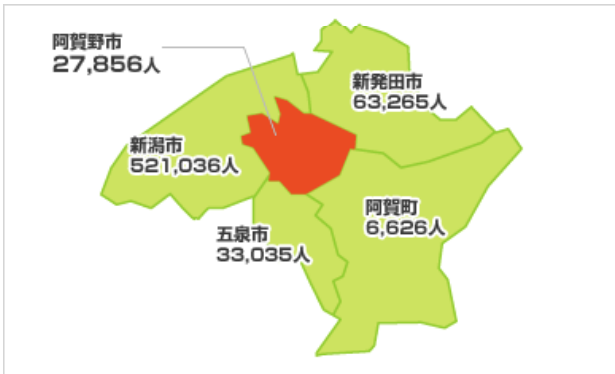 阿賀野市
27,856人
新発田市
63,265人
新潟市
521,036人
阿賀町
6,626人
五泉市
33,035人